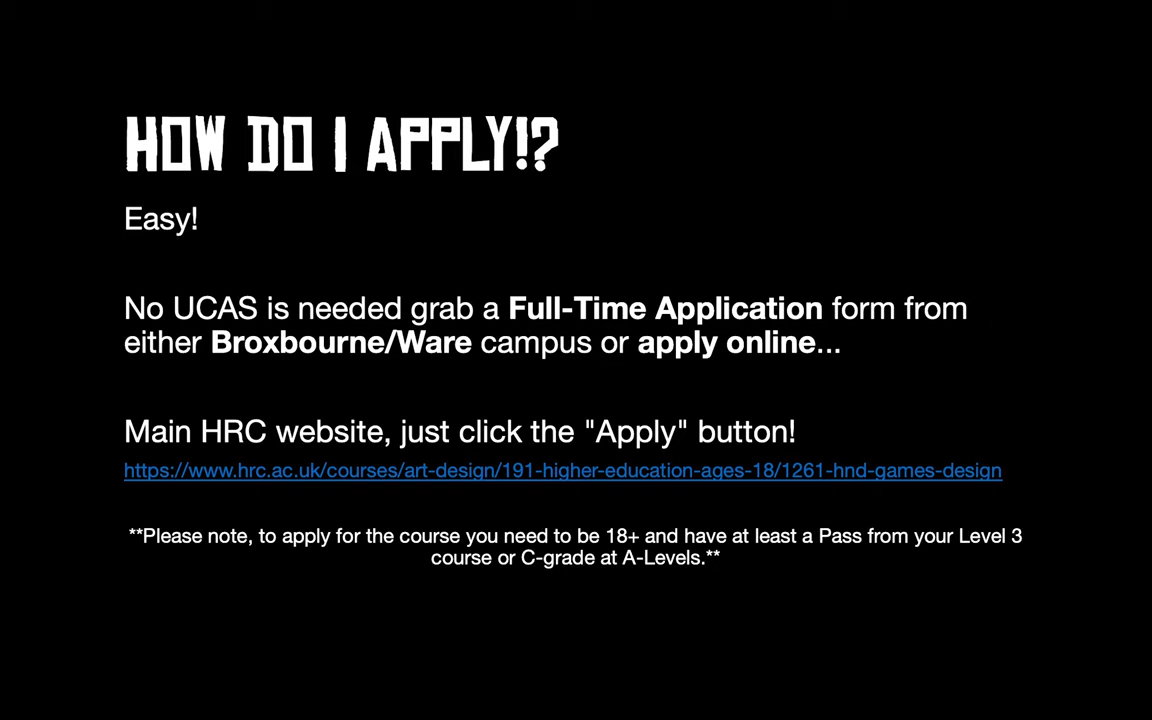 HOW DO I APPLY!?
Easy!
No UCAS is needed grab a Full-Time Application form from
either Broxbourne/Ware campus or apply online...
Main HRC website, just click the "Apply" button!
https://www.hrc.ac.uk/courses/art-design/191-higher-education-ages-18/1261-hnd-games-design
**Please note, to apply for the course you need to be 18+ and have at least a Pass from your Level 3
course or C-grade at A-Levels.**